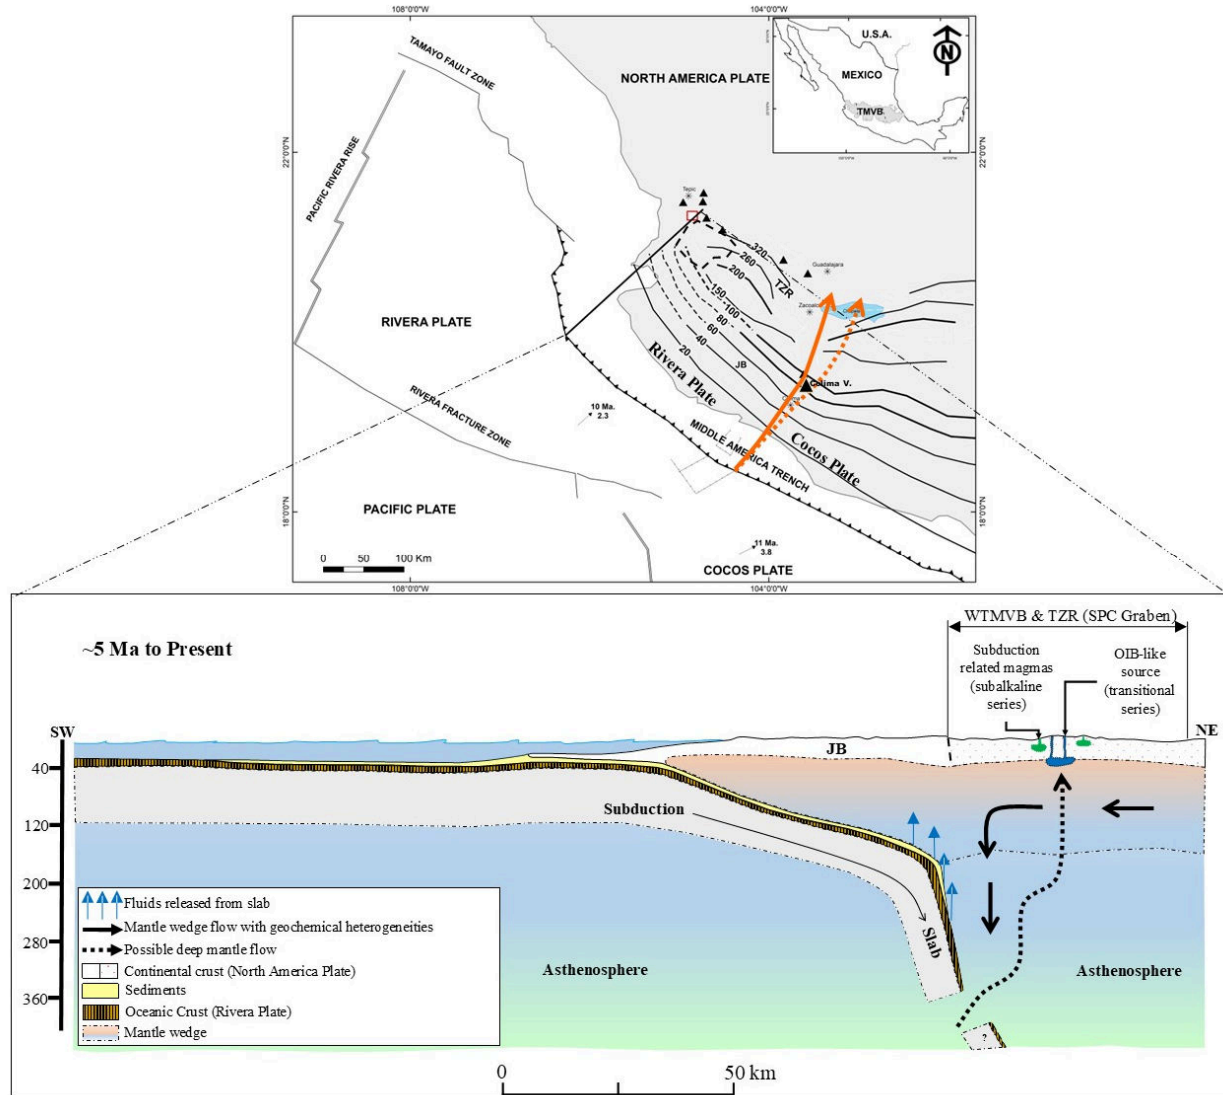 108°0'0"W
104°0'0"W
U.S.A.
N
MEXICO
TMVB
TAMAYO FAULT ZONE
NORTH AMERICA PLATE
PACIFIC RIVERA RISE
22°0'0"N
22°0'0"N
Tepic
320
260
200
TZR
Guadalajara
Zacoalco
150
100
80
60
40
20
JB
RIVERA PLATE
Rivera Plate
Colima V.
RIVERA FRACTURE ZONE
10 Ma.
2.3
MIDDLE AMERICA TRENCH
Cocos Plate
PACIFIC PLATE
18°0'0"N
18°0'0"N
11 Ma.
3.8
0 50 100 Km
COCOS PLATE
108°0'0"W
104°0'0"W
~5 Ma to Present
WTMVB & TZR (SPC Graben)
Subduction
related magmas
(subalkaline
series)
OIB-like
source
(transitional
series)
SW
NE
JB
40
120
200
280
360
Subduction
Slab
Asthenosphere
Asthenosphere
?
Fluids released from slab
Mantle wedge flow with geochemical heterogeneities
Possible deep mantle flow
Continental crust (North America Plate)
Sediments
Oceanic Crust (Rivera Plate)
Mantle wedge
0
50 km